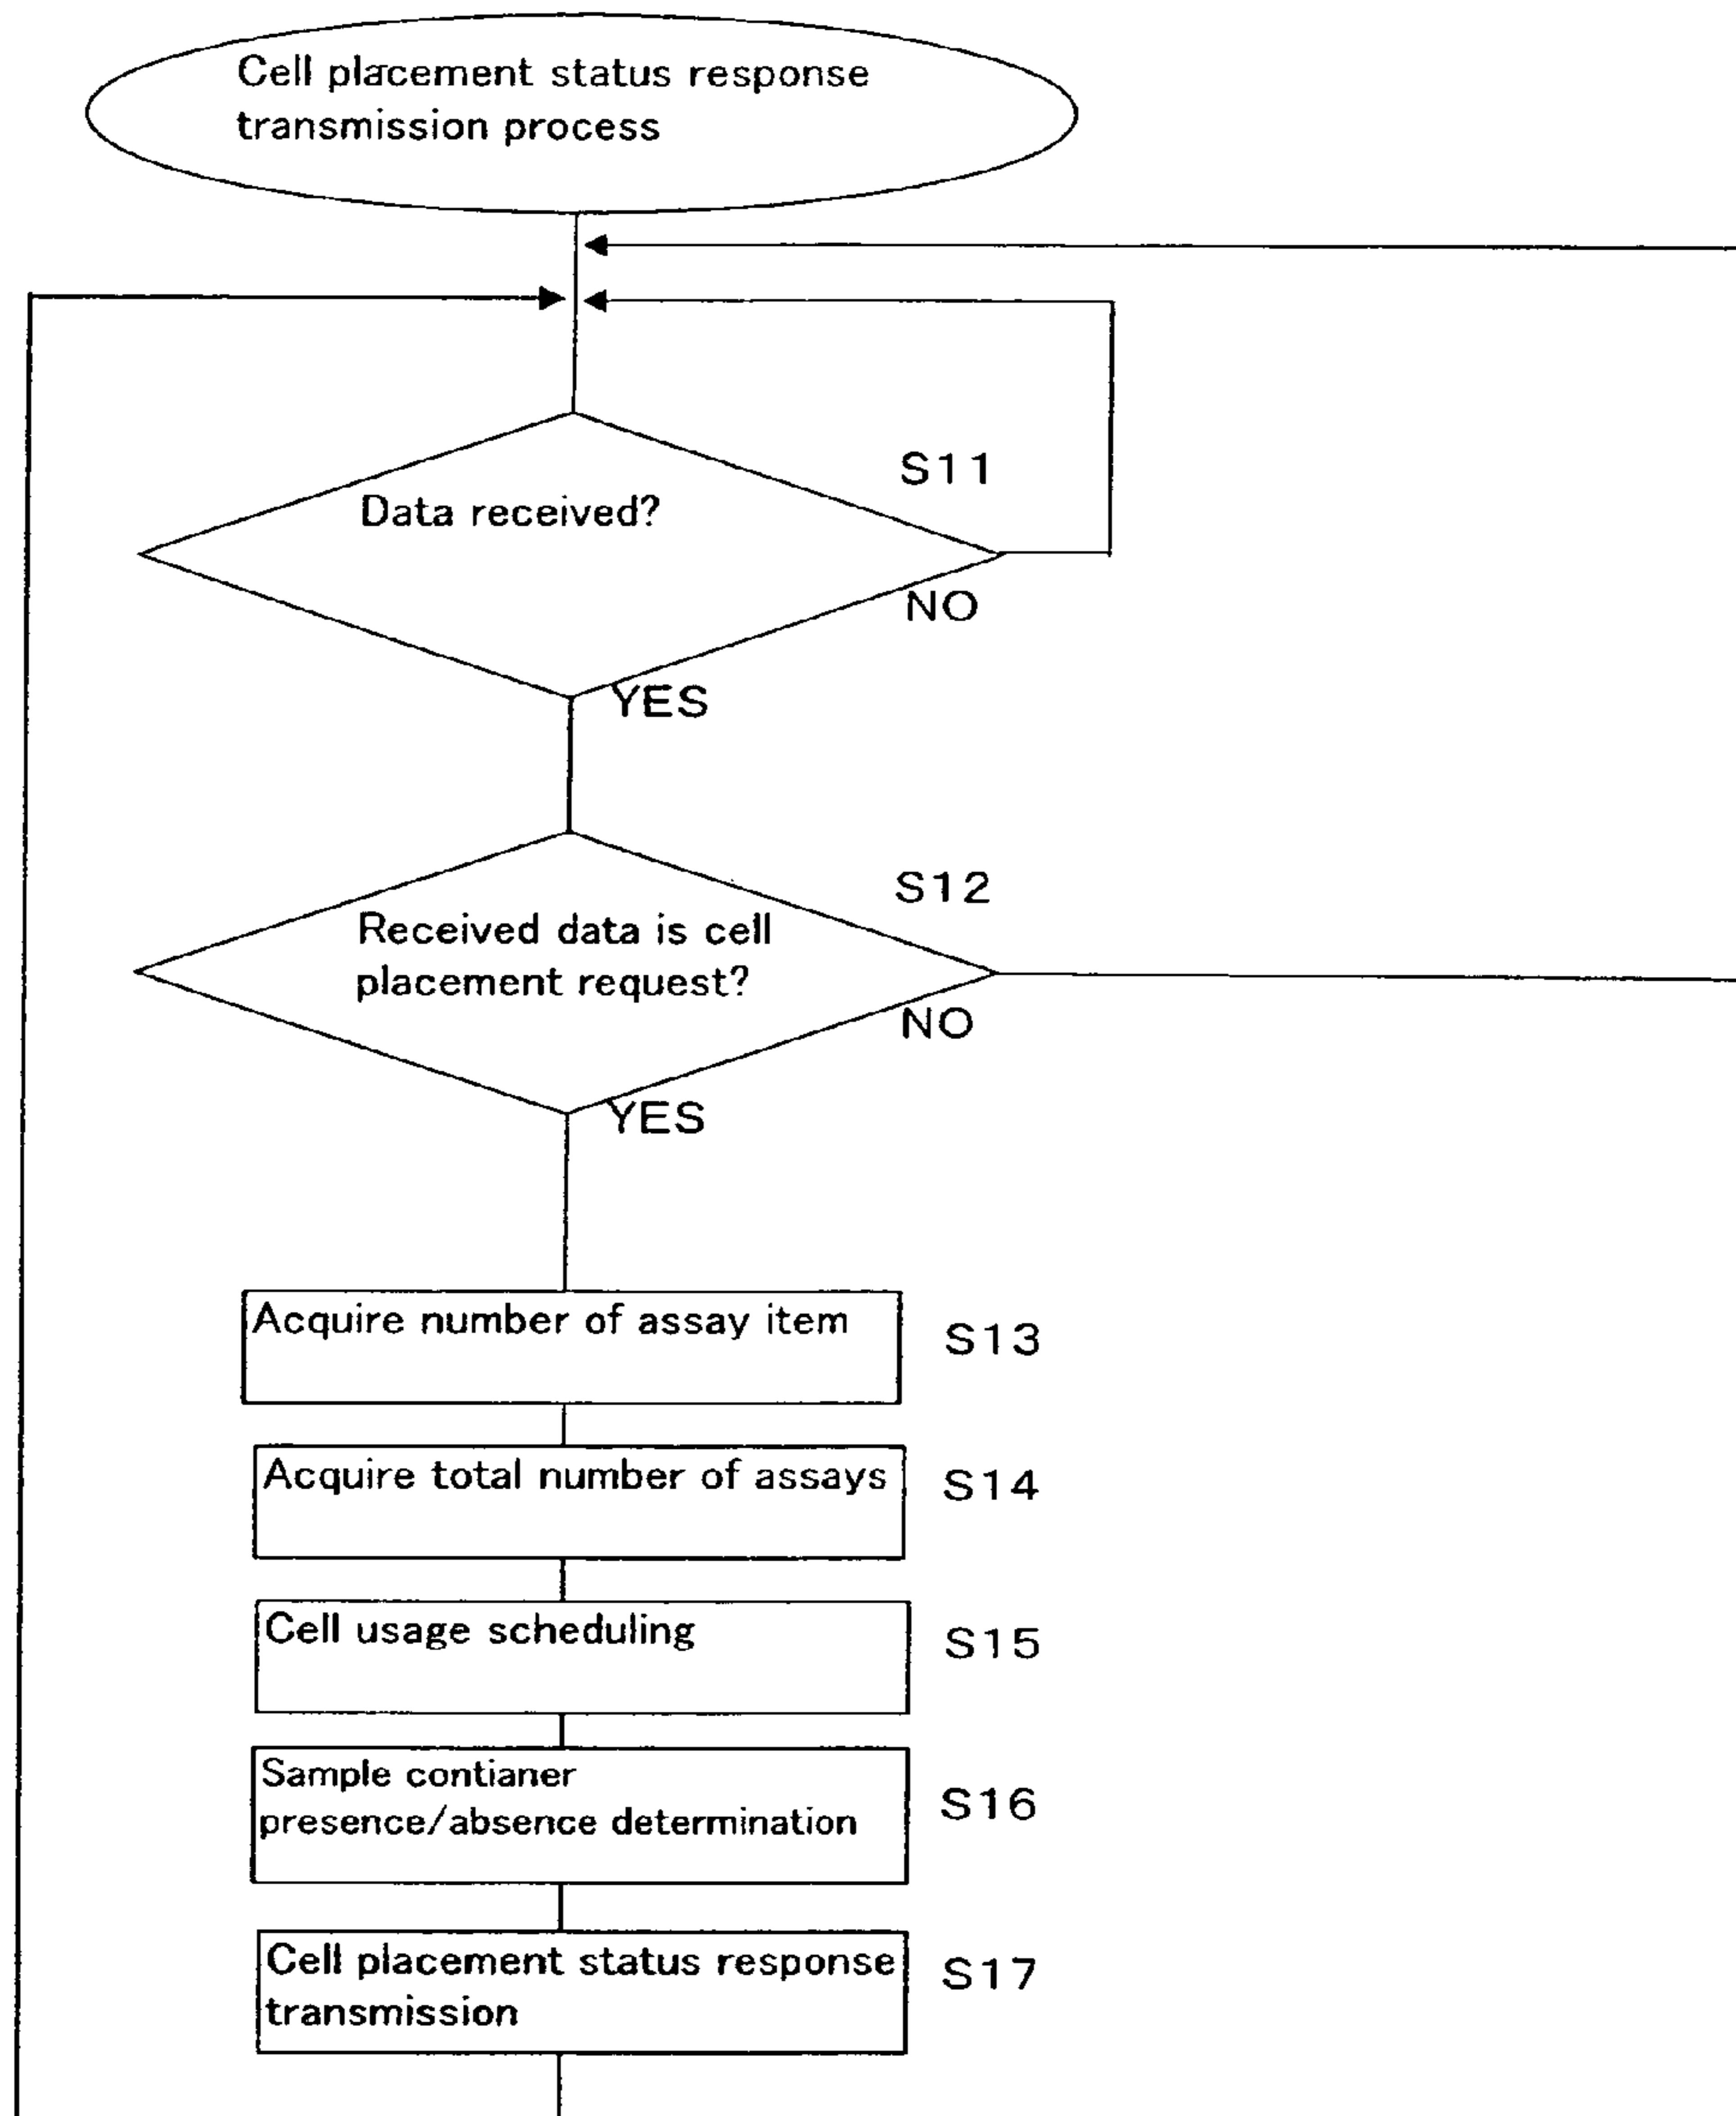 Cell placement status response
transmission process
S11
Data received?
NO
YES
S12
Received data is cell
placement request?
NO
YES
Acquire number of assay item
S13
Acquire total number of assays
S14
Cell usage scheduling
S15
Sample contianer
presence/absence determination
S16
Cell placement status response
transmission
S17